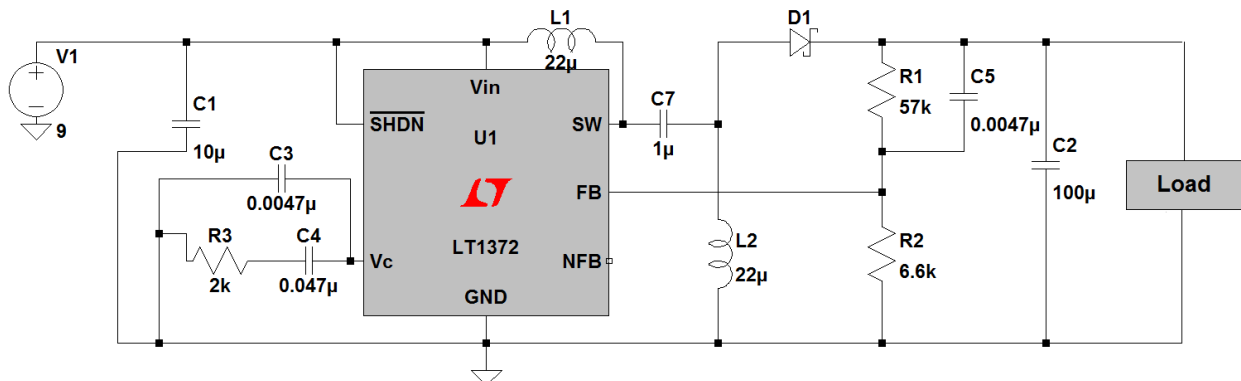 V1
9
C1
10µ
C3
0.0047µ
R3
2k
C4
0.047µ
L1
22µ
Vin
SHDN
SW
U1
FB
LT1372
Vc
NFB
GND
C7
1µ
D1
L2
22µ
R1
57k
C5
0.0047µ
R2
6.6k
C2
100µ
Load